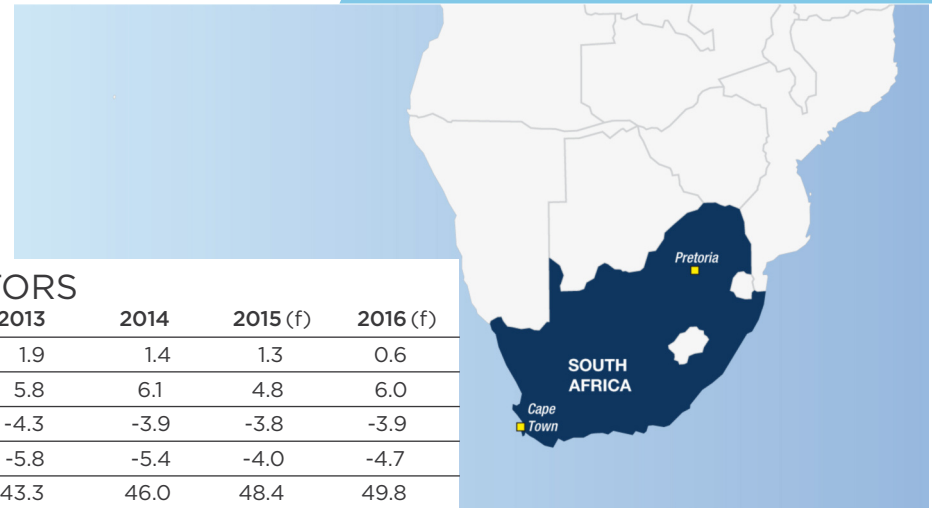 TORS
2013 2014 2015 (f) 2016 (f)
1.9 1.4 1.3 0.6
5.8 6.1 4.8 6.0
-4.3 -3.9 -3.8 -3.9
-5.8 -5.4 -4.0 -4.7
43.3 46.0 48.4 49.8
Pretoria
SOUTH
AFRICA
Cape
Town